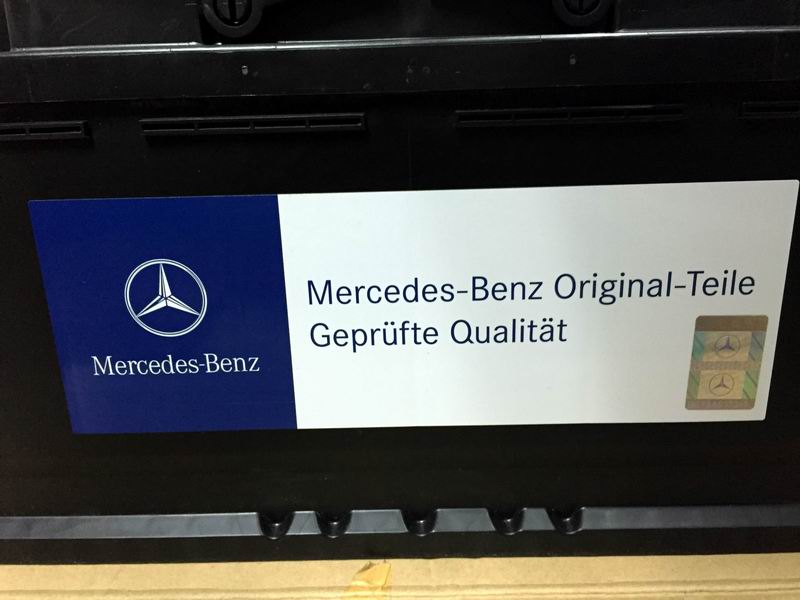 Mercedes-Benz
Mercedes-Benz Original-Teile
Geprüfte Qualität